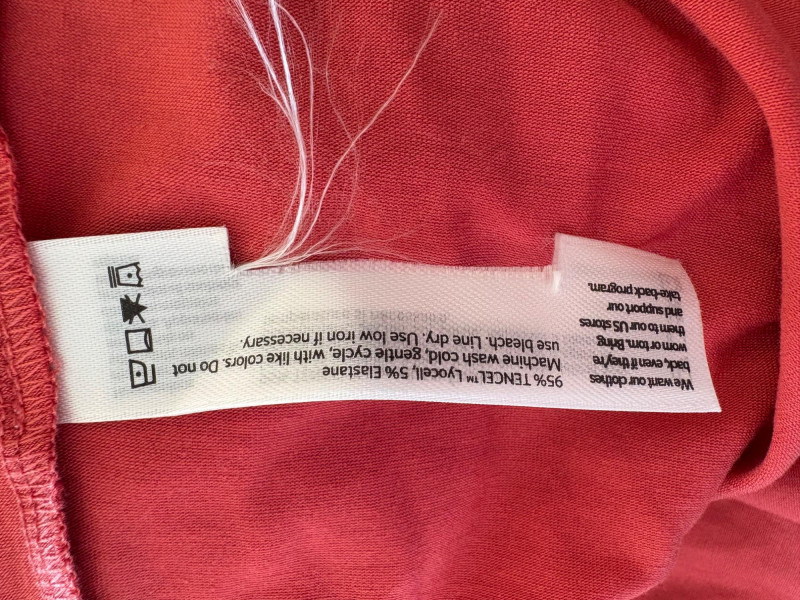 We want our clothes
back, even if they're
worn or torn. Bring
them to our US stores
and support our
take-back program.
95% TENCEL™ Lyocell, 5% Elastane
Machine wash cold, gentle cycle, with like colors. Do not
use bleach. Line dry. Use low iron if necessary.